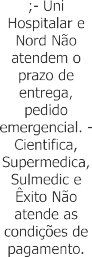 ;- Uni
Hospitalar e
Nord Não
atendem o
prazo de
entrega,
pedido
emergencial. -
Cientifica,
Supermedica,
Sulmedic e
Êxito Não
atende as
condições de
pagamento.